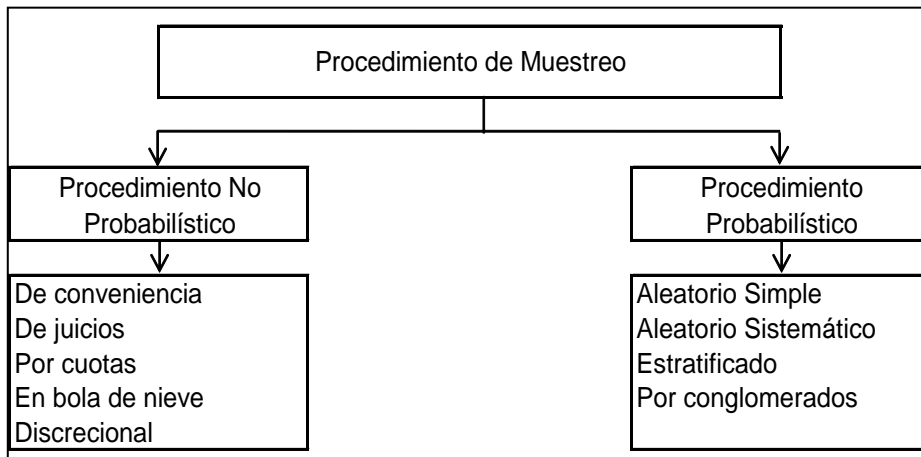 Procedimiento de Muestreo
Procedimiento No
Probabilístico
De conveniencia
De juicios
Por cuotas
En bola de nieve
Discrecional
Procedimiento
Probabilístico
Aleatorio Simple
Aleatorio Sistemático
Estratificado
Por conglomerados